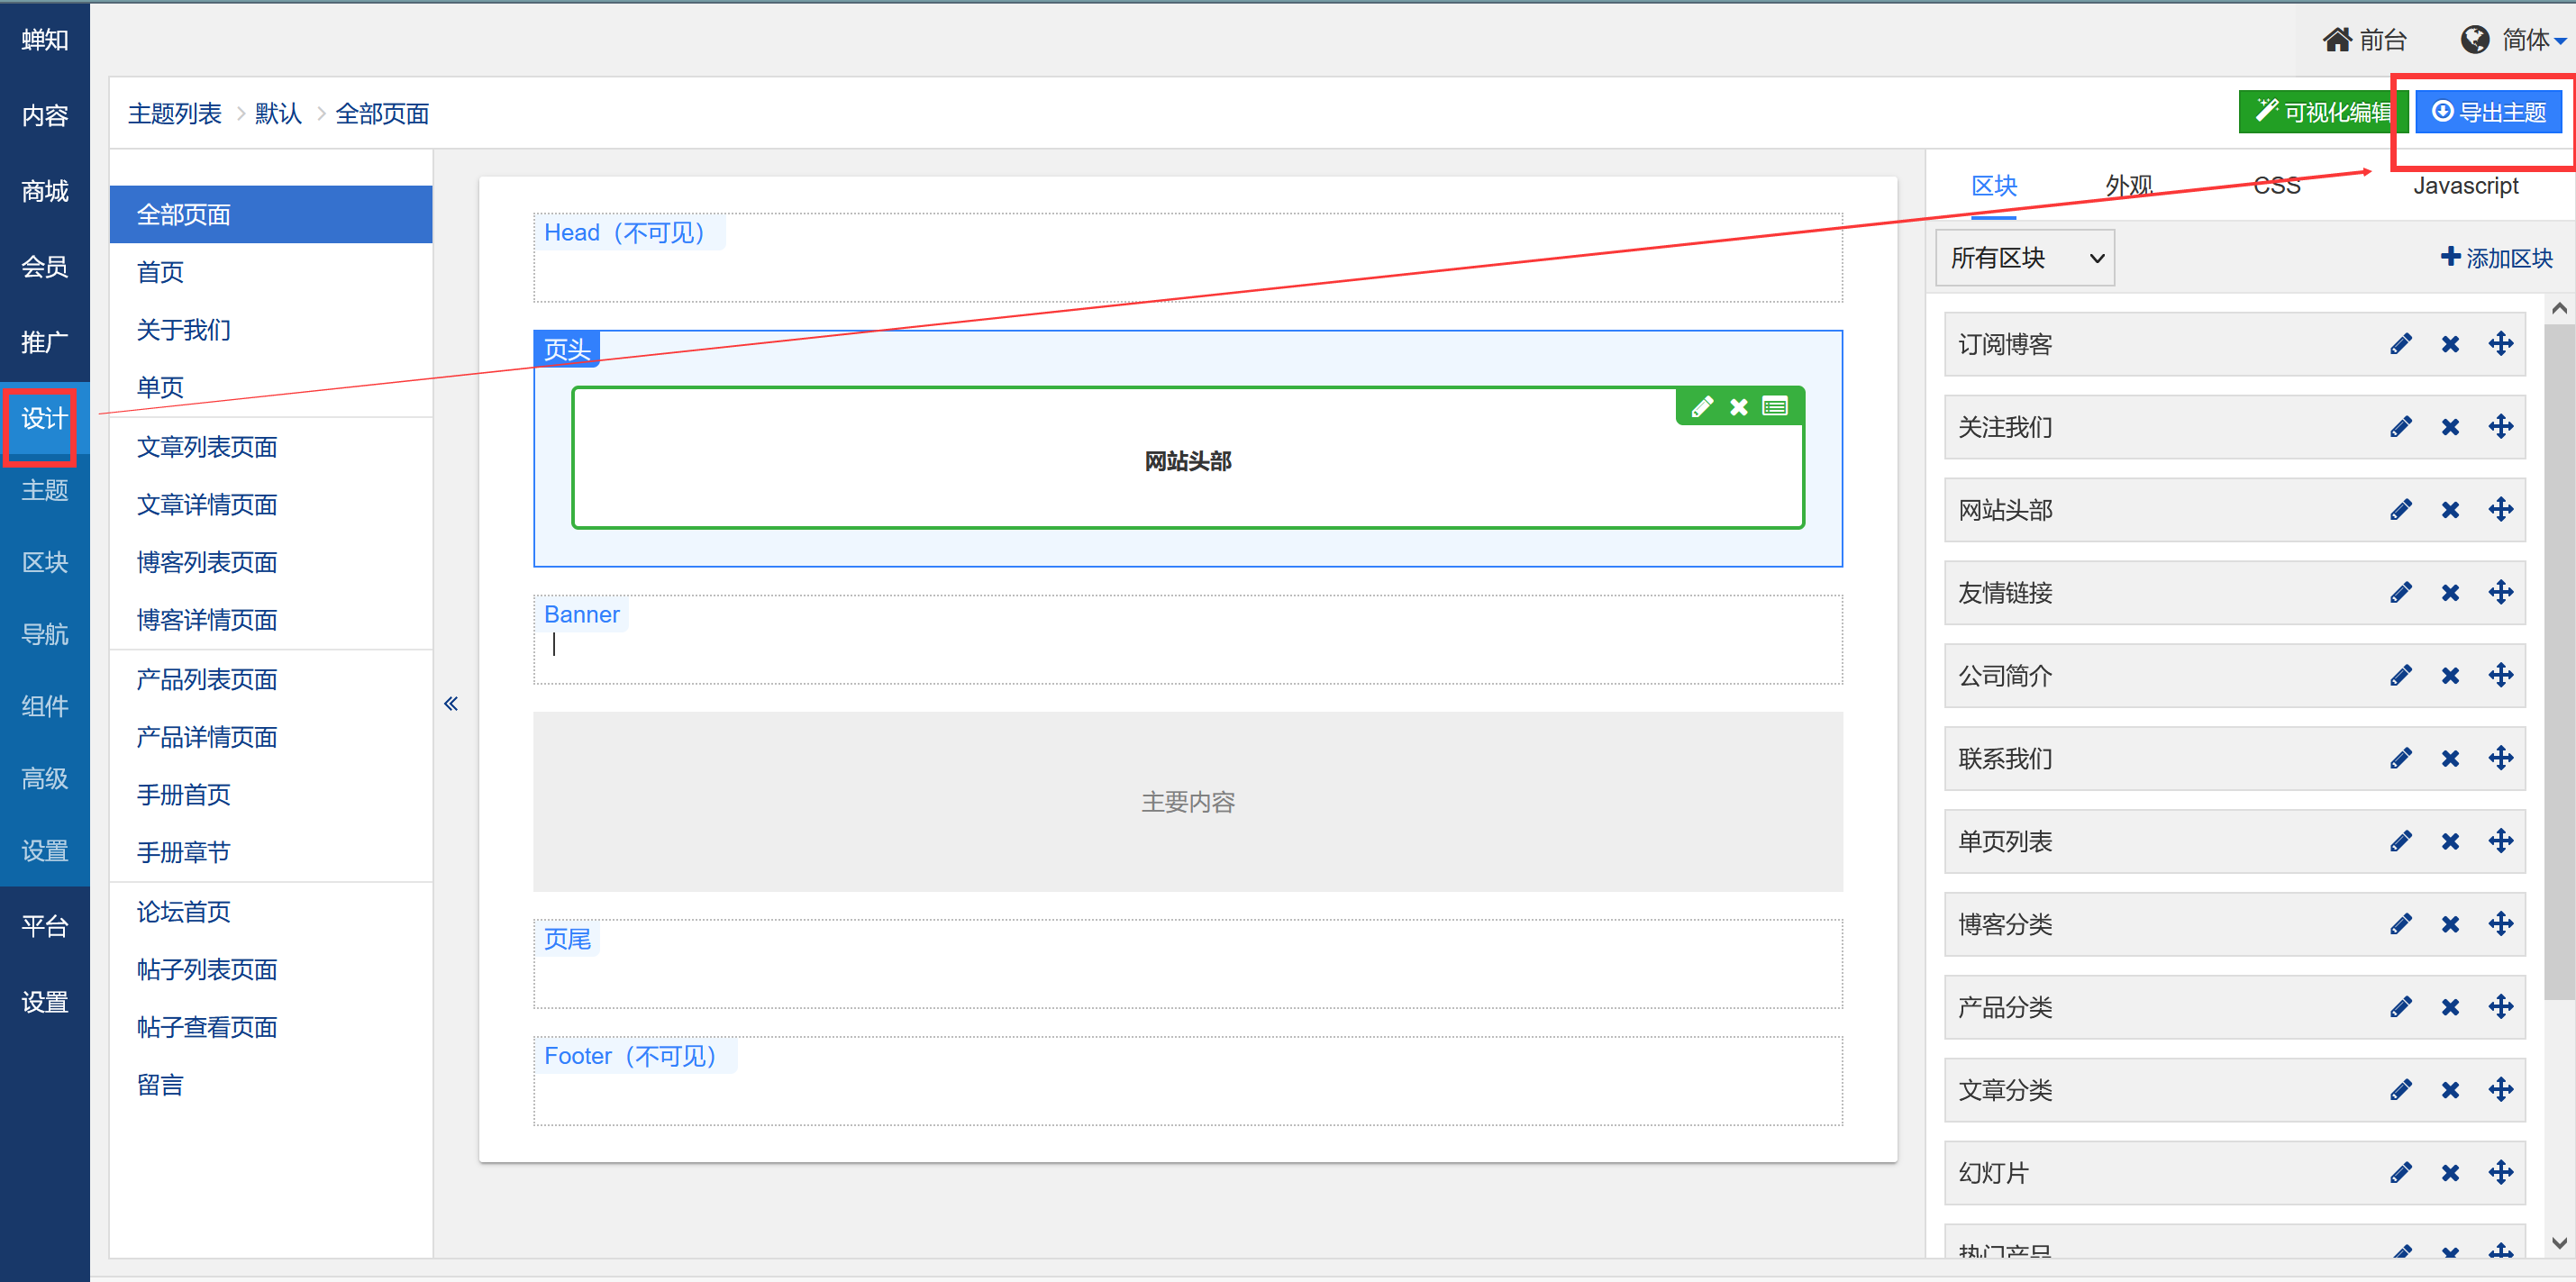 蝉知
内容
商城
会员
推广
设计
主题
区块
导航
组件
高级
设置
平台
设置
前台
简体
主题列表 > 默认 > 全部页面
可视化编辑
导出主题
全部页面
首页
关于我们
单页
文章列表页面
文章详情页面
博客列表页面
博客详情页面
产品列表页面
产品详情页面
手册首页
手册章节
论坛首页
帖子列表页面
帖子查看页面
留言
«
Head（不可见）
页头
网站头部
Banner
主要内容
页尾
Footer（不可见）
区块
外观
CSS
Javascript
所有区块
添加区块
订阅博客
关注我们
网站头部
友情链接
公司简介
联系我们
单页列表
博客分类
产品分类
文章分类
幻灯片
热门产品